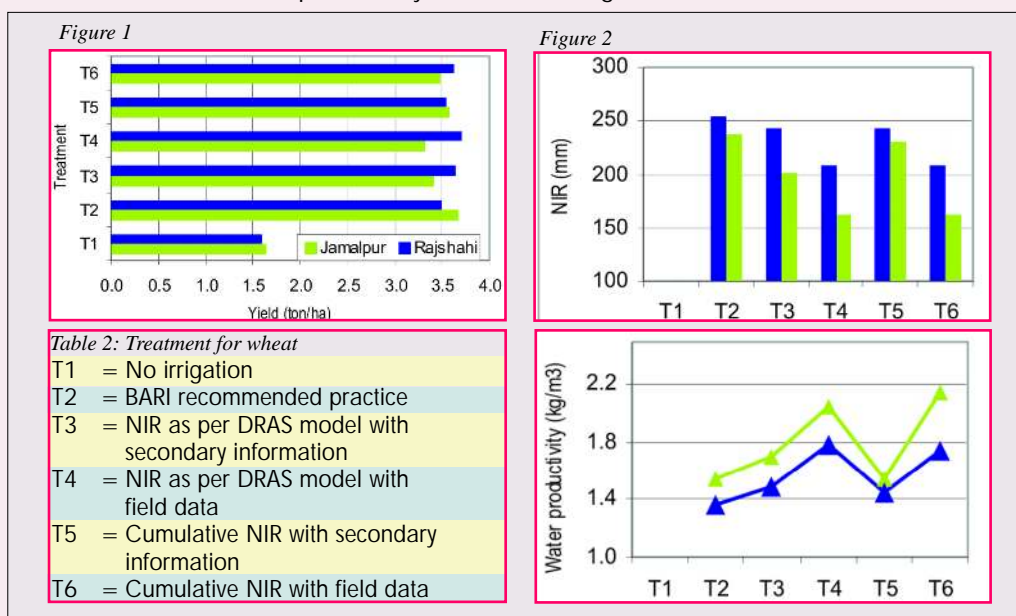 Figure 1
Treatment
T6
T5
T4
T3
T2
T1
Jamalpur Rajshahi
0.0 0.5 1.0 1.5 2.0 2.5 3.0 3.5 4.0
Yield (ton/ha)
Figure 2
NIR (mm)
300
250
200
150
100
T1 T2 T3 T4 T5 T6
Table 2: Treatment for wheat
T1 = No irrigation
T2 = BARI recommended practice
T3 = NIR as per DRAS model with
secondary information
T4 = NIR as per DRAS model with
field data
T5 = Cumulative NIR with secondary
information
T6 = Cumulative NIR with field data
Water productivity (kg/m3)
2.2
1.8
1.4
1.0
T1 T2 T3 T4 T5 T6